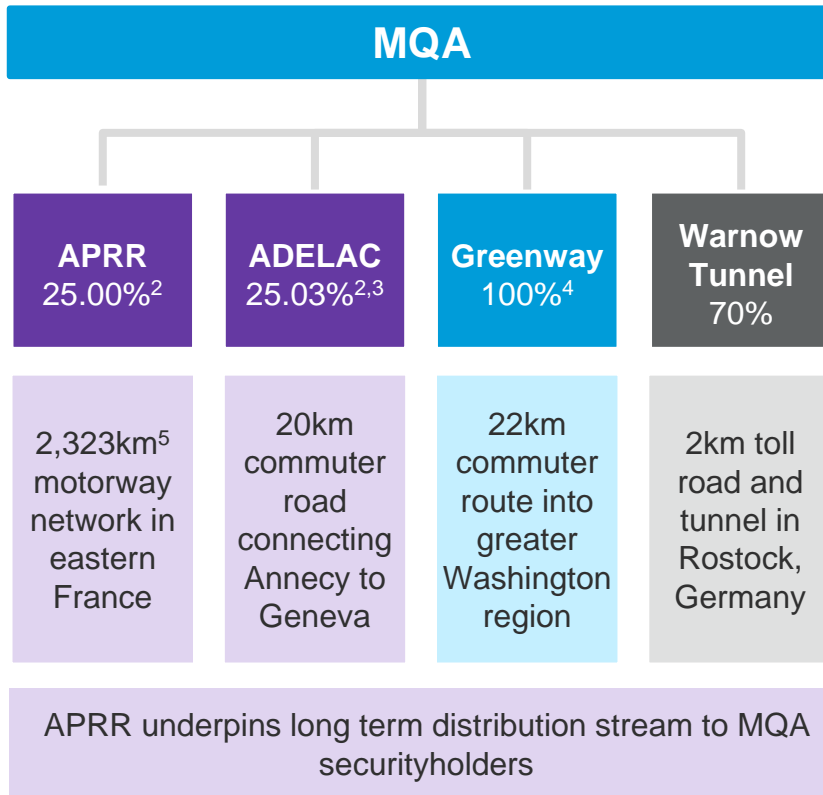 MQA
APRR
25.00%²
ADELAC
25.03%²,³
Greenway
100%⁴
Warnow
Tunnel
70%
2,323km⁵
motorway
network in
eastern
France
20km
commuter
road
connecting
Annecy to
Geneva
22km
commuter
route into
greater
Washington
region
2km toll
road and
tunnel in
Rostock,
Germany
APRR underpins long term distribution stream to MQA
securityholders